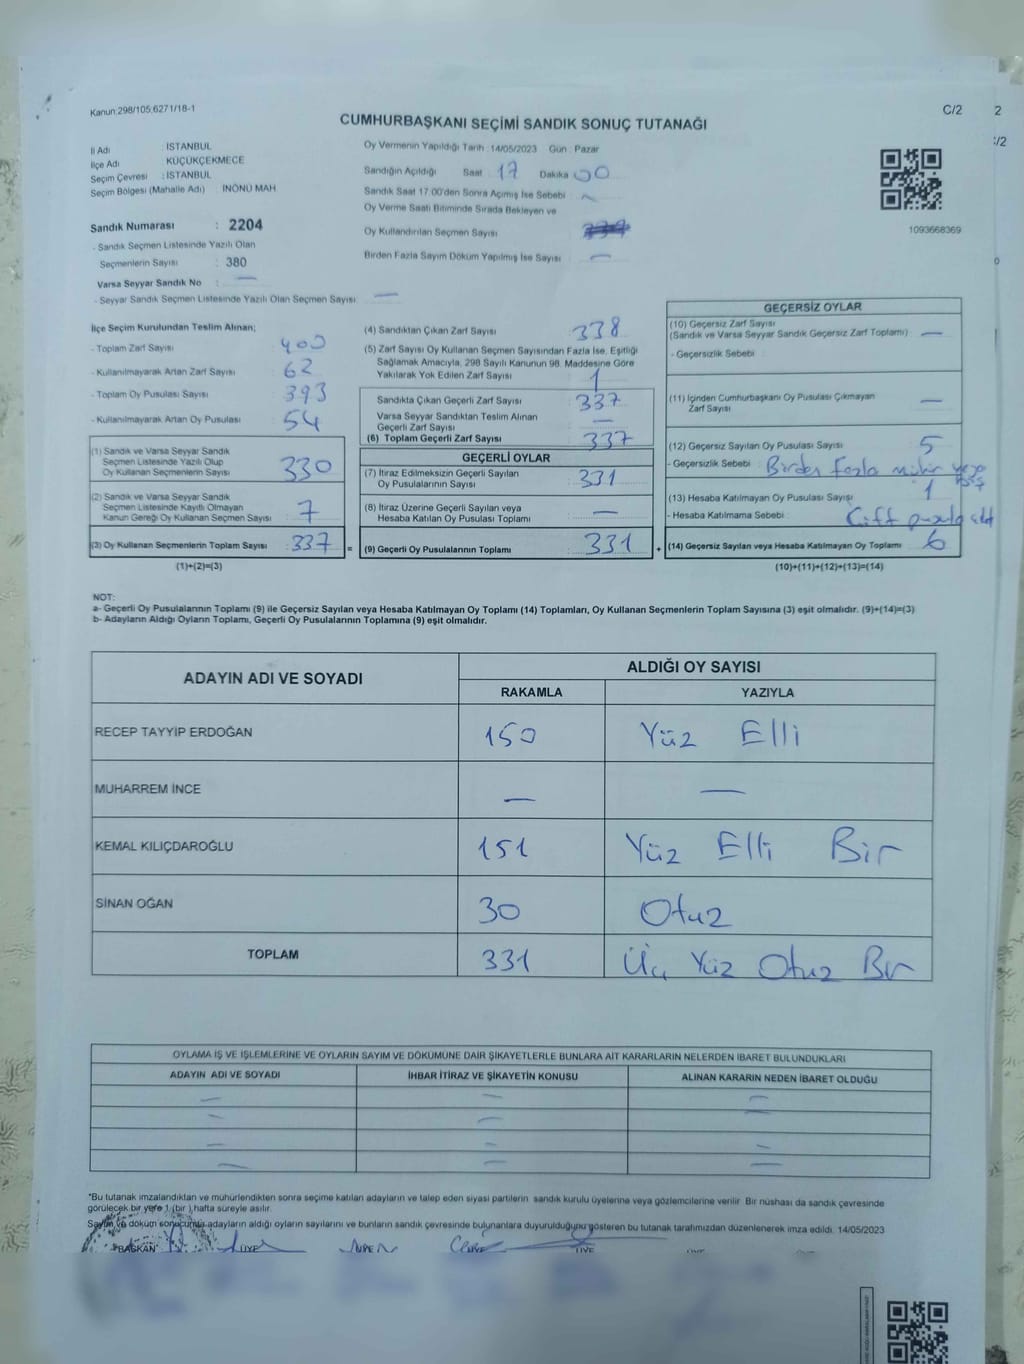 Kanun:298/105;6271/18-1
C/2
2
CUMHURBAŞKANI SEÇİMİ SANDIK SONUÇ TUTANAĞI
/2
İl Adı İSTANBUL
İlçe Adı KÜÇÜKÇEKMECE
Seçim Çevresi : İSTANBUL
Seçim Bölgesi (Mahalle Adı) İNÖNÜ MAH
Oy Vermenin Yapıldığı Tarih : 14/05/2023 Gün : Pazar
Sandığın Açıldığı Saat 17 Dakika 00
Sandık Saat 17:00'den Sonra Açılmış İse Sebebi
Oy Verme Saati Bitiminde Sırada Bekleyen ve
Oy Kullandırılan Seçmen Sayısı
Birden Fazla Sayım Döküm Yapılmış İse Sayısı —
1093668369
Sandık Numarası : 2204
- Sandık Seçmen Listesinde Yazılı Olan
Seçmenlerin Sayısı : 380
Varsa Seyyar Sandık No : —
- Seyyar Sandık Seçmen Listesinde Yazılı Olan Seçmen Sayısı —
İlçe Seçim Kurulundan Teslim Alınan;
- Toplam Zarf Sayısı 400
- Kullanılmayarak Artan Zarf Sayısı 62
- Toplam Oy Pusulası Sayısı 393
- Kullanılmayarak Artan Oy Pusulası 54
(1) Sandık ve Varsa Seyyar Sandık
Seçmen Listesinde Yazılı Olup
Oy Kullanan Seçmenlerin Sayısı 330
(2) Sandık ve Varsa Seyyar Sandık
Seçmen Listesinde Kayıtlı Olmayan
Kanun Gereği Oy Kullanan Seçmen Sayısı 7
(3) Oy Kullanan Seçmenlerin Toplam Sayısı : 337 =
(1)+(2)=(3)
(4) Sandıktan Çıkan Zarf Sayısı 338
(5) Zarf Sayısı Oy Kullanan Seçmen Sayısından Fazla İse, Eşitliği
Sağlamak Amacıyla, 298 Sayılı Kanunun 98. Maddesine Göre
Yakılarak Yok Edilen Zarf Sayısı 1
Sandıkta Çıkan Geçerli Zarf Sayısı 337
Varsa Seyyar Sandıktan Teslim Alınan
Geçerli Zarf Sayısı —
(6) Toplam Geçerli Zarf Sayısı 337
GEÇERLİ OYLAR
(7) İtiraz Edilmeksizin Geçerli Sayılan
Oy Pusulalarının Sayısı 331
(8) İtiraz Üzerine Geçerli Sayılan veya
Hesaba Katılan Oy Pusulası Toplamı —
(9) Geçerli Oy Pusulalarının Toplamı 331 +
GEÇERSİZ OYLAR
(10) Geçersiz Zarf Sayısı
(Sandık ve Varsa Seyyar Sandık Geçersiz Zarf Toplamı) —
- Geçersizlik Sebebi
(11) İçinden Cumhurbaşkanı Oy Pusulası Çıkmayan
Zarf Sayısı —
(12) Geçersiz Sayılan Oy Pusulası Sayısı 5
- Geçersizlik Sebebi Birden Fazla mühür veya
(13) Hesaba Katılmayan Oy Pusulası Sayısı 1
- Hesaba Katılmama Sebebi Çift pusula
(14) Geçersiz Sayılan veya Hesaba Katılmayan Oy Toplamı 6
(10)+(11)+(12)+(13)=(14)
NOT:
a- Geçerli Oy Pusulalarının Toplamı (9) ile Geçersiz Sayılan veya Hesaba Katılmayan Oy Toplamı (14) Toplamları, Oy Kullanan Seçmenlerin Toplam Sayısına (3) eşit olmalıdır. (9)+(14)=(3)
b- Adayların Aldığı Oyların Toplamı, Geçerli Oy Pusulalarının Toplamına (9) eşit olmalıdır.
ADAYIN ADI VE SOYADI
ALDIĞI OY SAYISI
RAKAMLA YAZIYLA
RECEP TAYYİP ERDOĞAN 150 Yüz Elli
MUHARREM İNCE — —
KEMAL KILIÇDAROĞLU 151 Yüz Elli Bir
SİNAN OĞAN 30 Otuz
TOPLAM 331 Üç Yüz Otuz Bir
OYLAMA İŞ VE İŞLEMLERİNE VE OYLARIN SAYIM VE DÖKÜMÜNE DAİR ŞİKAYETLERLE BUNLARA AİT KARARLARIN NELERDEN İBARET BULUNDUKLARI
ADAYIN ADI VE SOYADI İHBAR İTİRAZ VE ŞİKAYETİN KONUSU ALINAN KARARIN NEDEN İBARET OLDUĞU
— — —
— — —
— — —
— — —
*Bu tutanak imzalandıktan ve mühürlendikten sonra seçime katılan adayların ve talep eden siyasi partilerin sandık kurulu üyelerine veya gözlemcilerine verilir. Bir nüshası da sandık çevresinde
görülecek bir yere 1 (bir) hafta süreyle asılır.
Sayım ve döküm sonucunda adayların aldığı oyların sayılarını ve bunların sandık çevresinde bulunanlara duyurulduğunu gösteren bu tutanak tarafımızdan düzenlenerek imza edildi. 14/05/2023
BAŞKAN ÜYE ÜYE